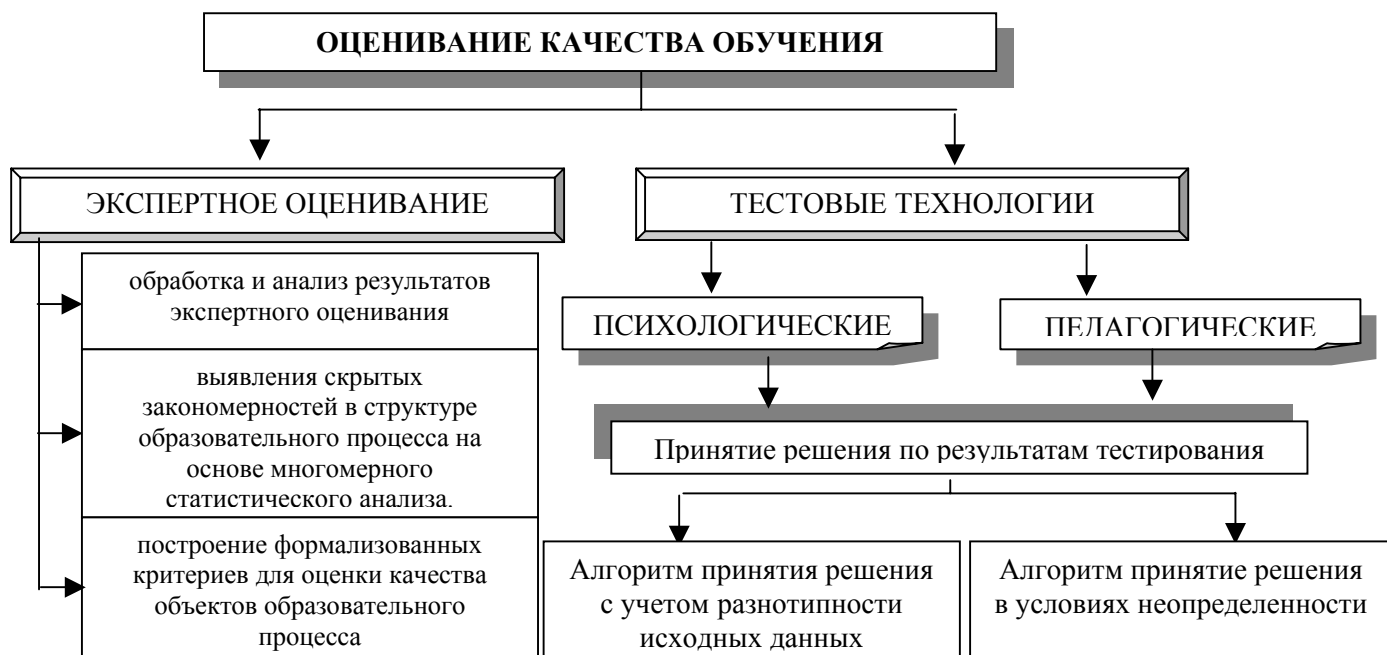 ОЦЕНИВАНИЕ КАЧЕСТВА ОБУЧЕНИЯ
ЭКСПЕРТНОЕ ОЦЕНИВАНИЕ
обработка и анализ результатов
экспертного оценивания
выявления скрытых
закономерностей в структуре
образовательного процесса на
основе многомерного
статистического анализа.
построение формализованных
критериев для оценки качества
объектов образовательного
процесса
ТЕСТОВЫЕ ТЕХНОЛОГИИ
ПСИХОЛОГИЧЕСКИЕ
ПЕДАГОГИЧЕСКИЕ
Принятие решения по результатам тестирования
Алгоритм принятия решения
с учетом разнотипности
исходных данных
Алгоритм принятие решения
в условиях неопределенности